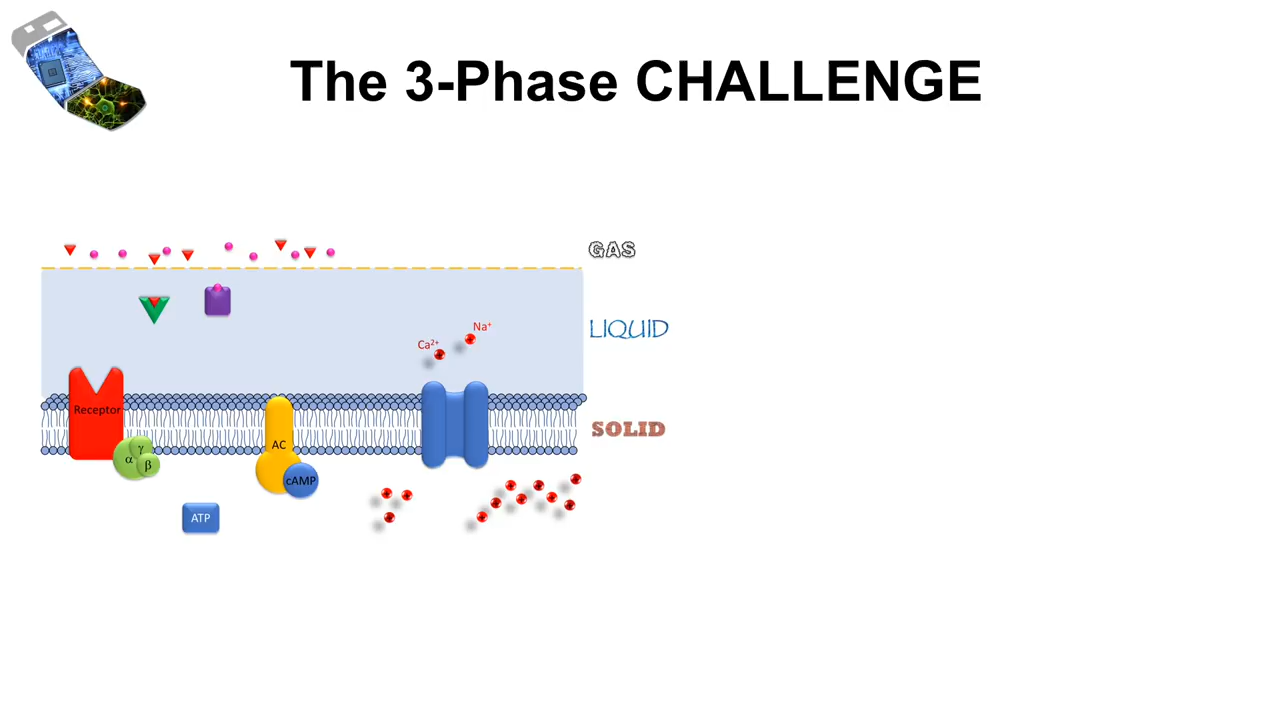 The 3-Phase CHALLENGE
GAS
LIQUID
Na⁺
Ca²⁺
Receptor
SOLID
AC
γ
α
β
cAMP
ATP